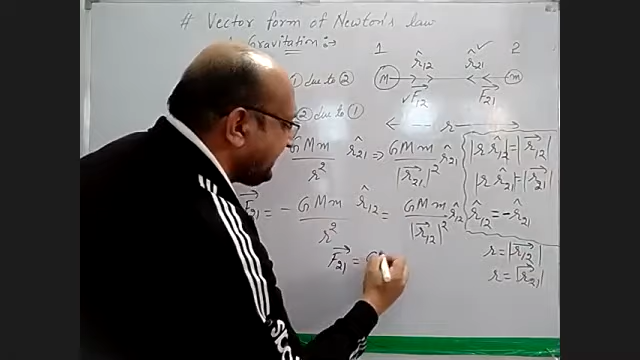 # Vector form of Newton's law
Gravitation :→
1 r̂₁₂ r̂₂₁ ✓ 2
M m
✓ F⃗₁₂ F⃗₂₁
① due to ②
② due to ①
r
GMm/r² r̂₂₁ ⇒ GMm/|r⃗₂₁|² r̂₂₁
|r r̂₁₂| = |r⃗₁₂|
|r r̂₂₁| = |r⃗₂₁|
F⃗₂₁ = - GMm/r² r̂₁₂ = GMm/|r⃗₁₂|² r̂₁₂
r̂₁₂ = - r̂₂₁
r = |r⃗₁₂|
r = |r⃗₂₁|
F⃗₂₁ = G